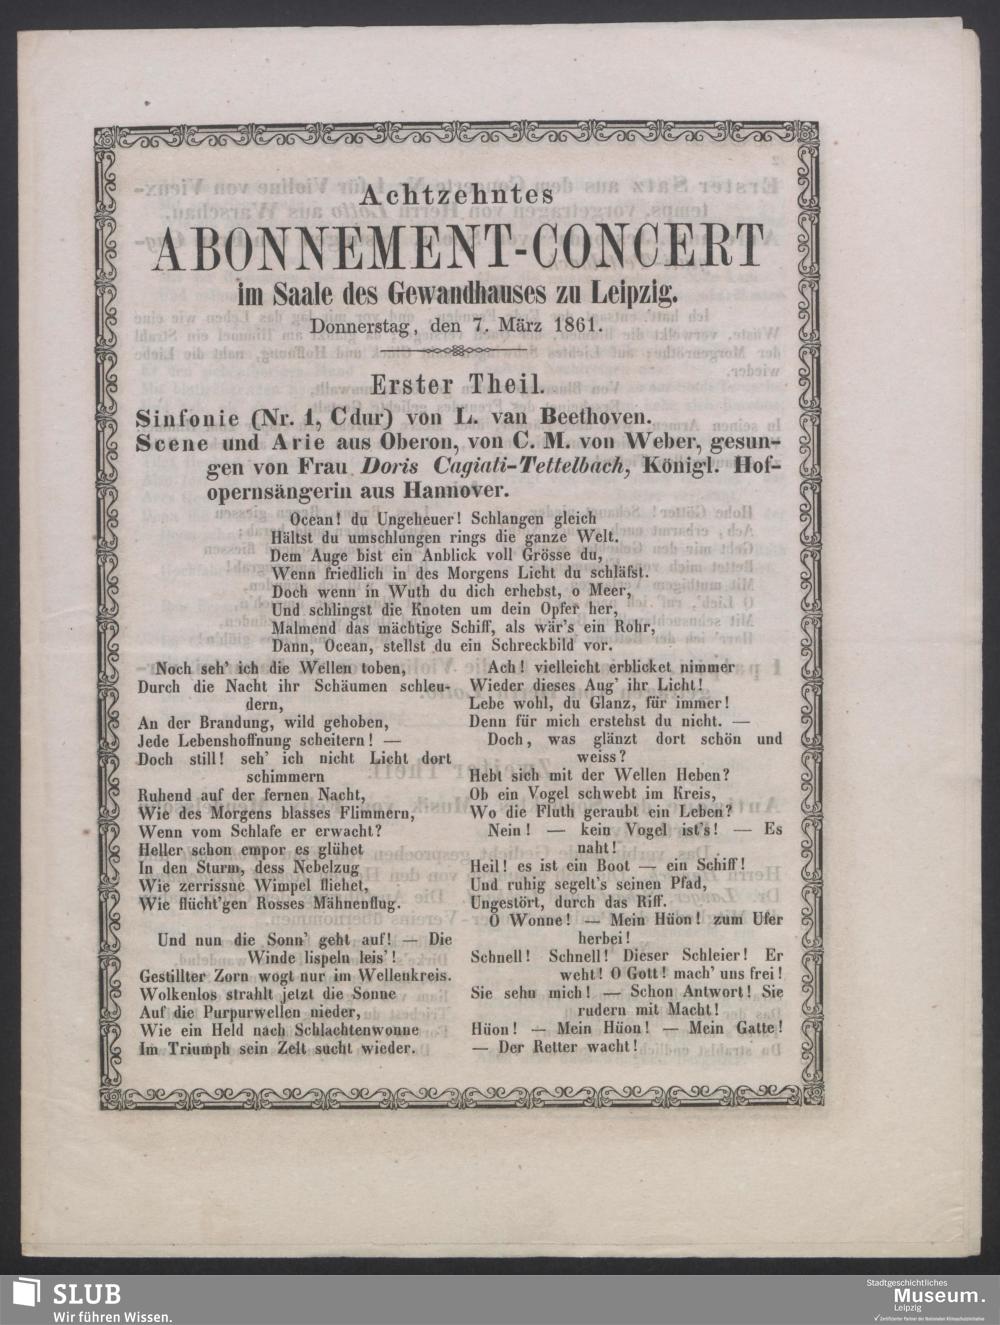 Achtzehntes
ABONNEMENT-CONCERT
im Saale des Gewandhauses zu Leipzig.
Donnerstag, den 7. März 1861.
Erster Theil.
Sinfonie (Nr. 1, Cdur) von L. van Beethoven.
Scene und Arie aus Oberon, von C. M. von Weber, gesun-
gen von Frau Doris Cagiati-Tettelbach, Königl. Hof-
opernsängerin aus Hannover.
Ocean! du Ungeheuer! Schlangen gleich
Hältst du umschlungen rings die ganze Welt.
Dem Auge bist ein Anblick voll Grösse du,
Wenn friedlich in des Morgens Licht du schläfst.
Doch wenn in Wuth du dich erhebst, o Meer,
Und schlingst die Knoten um dein Opfer her,
Malmend das mächtige Schiff, als wär's ein Rohr,
Dann, Ocean, stellst du ein Schreckbild vor.
Noch seh' ich die Wellen toben,
Durch die Nacht ihr Schäumen schleu-
dern,
An der Brandung, wild gehoben,
Jede Lebenshoffnung scheitern! —
Doch still! seh' ich nicht Licht dort
schimmern
Ruhend auf der fernen Nacht,
Wie des Morgens blasses Flimmern,
Wenn vom Schlafe er erwacht?
Heller schon empor es glühet
In den Sturm, dess Nebelzug
Wie zerrissne Wimpel fliehet,
Wie flücht'gen Rosses Mähnenflug.
Und nun die Sonn' geht auf! — Die
Winde lispeln leis'!
Gestillter Zorn wogt nur im Wellenkreis.
Wolkenlos strahlt jetzt die Sonne
Auf die Purpurwellen nieder,
Wie ein Held nach Schlachtenwonne
Im Triumph sein Zelt sucht wieder.
Ach! vielleicht erblicket nimmer
Wieder dieses Aug' ihr Licht!
Lebe wohl, du Glanz, für immer!
Denn für mich erstehst du nicht. —
Doch, was glänzt dort schön und
weiss?
Hebt sich mit der Wellen Heben?
Ob ein Vogel schwebt im Kreis,
Wo die Fluth geraubt ein Leben?
Nein! — kein Vogel ist's! — Es
naht!
Heil! es ist ein Boot — ein Schiff!
Und ruhig segelt's seinen Pfad,
Ungestört, durch das Riff.
O Wonne! — Mein Hüon! zum Ufer
herbei!
Schnell! Schnell! Dieser Schleier! Er
weht! O Gott! mach' uns frei!
Sie sehn mich! — Schon Antwort! Sie
rudern mit Macht!
Hüon! — Mein Hüon! — Mein Gatte!
— Der Retter wacht!
SLUB
Wir führen Wissen.
Stadtgeschichtliches
Museum.
Leipzig